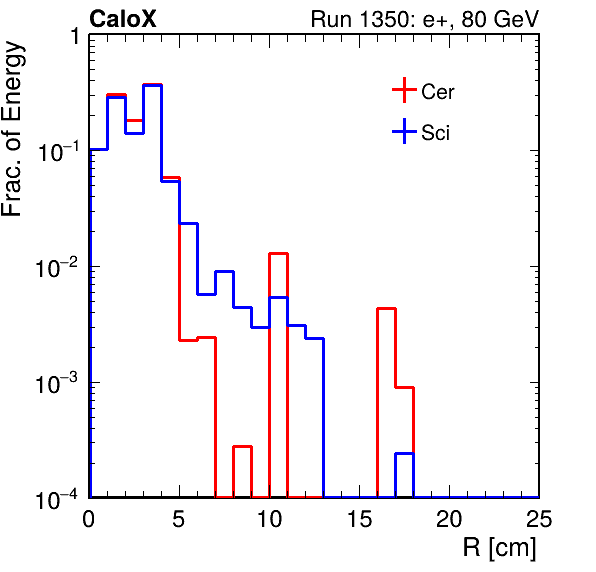 CaloX Run 1350: e+, 80 GeV
Frac. of Energy
1
10⁻¹
10⁻²
10⁻³
10⁻⁴
Cer
Sci
0 5 10 15 20 25
R [cm]